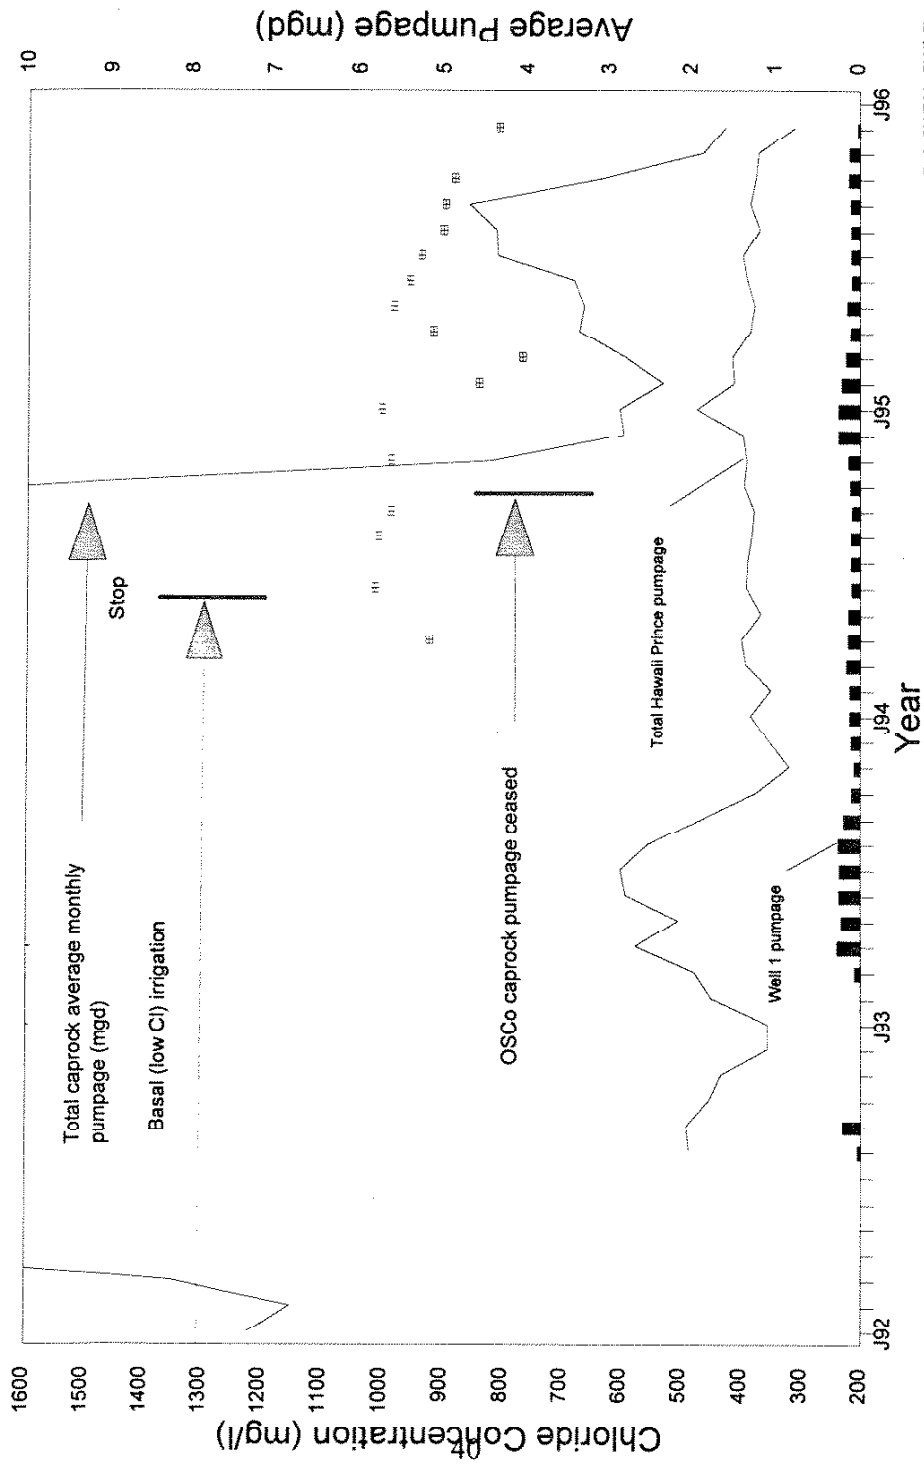 Average Pumpage (mgd)
10
9
8
7
6
5
4
3
2
1
0
Total caprock average monthly
pumpage (mgd)
Stop
Basal (low Cl) irrigation
OSCo caprock pumpage ceased
Total Hawaii Prince pumpage
Well 1 pumpage
J92
J93
J94
J95
J96
Year
1600
1500
1400
1300
1200
1100
1000
900
800
700
600
500
400
300
200
Chloride Concentration (mg/l)
40